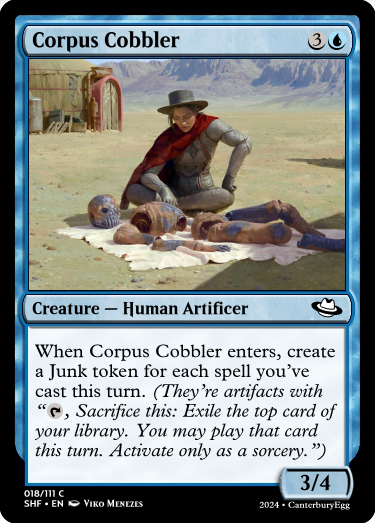 Corpus Cobbler 3
Creature — Human Artificer
When Corpus Cobbler enters, create
a Junk token for each spell you’ve
cast this turn. (They’re artifacts with
“, Sacrifice this: Exile the top card of
your library. You may play that card
this turn. Activate only as a sorcery.”)
3/4
018/111 C
SHF • EN Viko Menezes
2024 - CanterburyEgg